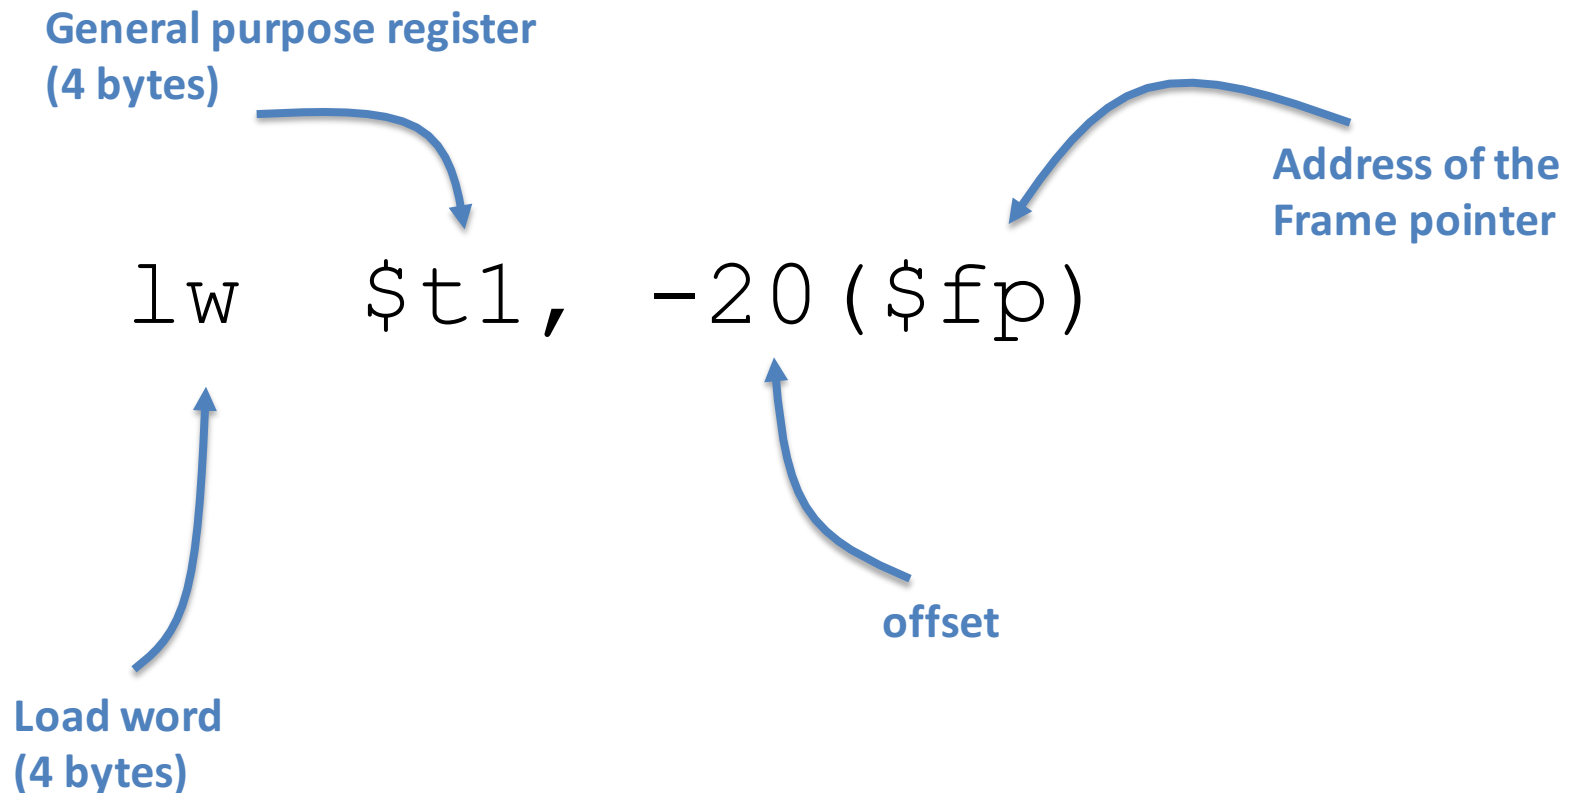 General purpose register
(4 bytes)
Address of the
Frame pointer
lw $t1, -20($fp)
offset
Load word
(4 bytes)